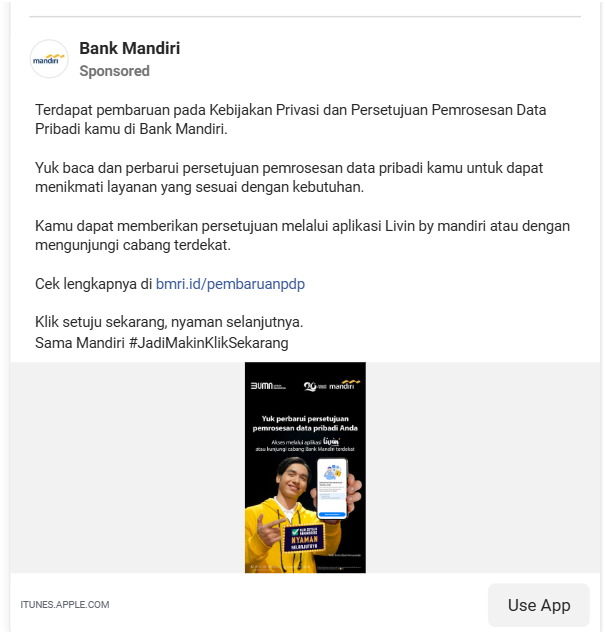 Bank Mandiri
Sponsored
Terdapat pembaruan pada Kebijakan Privasi dan Persetujuan Pemrosesan Data
Pribadi kamu di Bank Mandiri.
Yuk baca dan perbarui persetujuan pemrosesan data pribadi kamu untuk dapat
menikmati layanan yang sesuai dengan kebutuhan.
Kamu dapat memberikan persetujuan melalui aplikasi Livin by mandiri atau dengan
mengunjungi cabang terdekat.
Cek lengkapnya di bmri.id/pembaruanpdp
Klik setuju sekarang, nyaman selanjutnya.
Sama Mandiri #JadiMakinKlikSekarang
BUMN
mandiri
Yuk perbarui persetujuan
pemrosesan data pribadi Anda
Akses melalui aplikasi livin'
atau kunjungi cabang Bank Mandiri terdekat
NYAMAN
SELANJUTNYA
ITUNES.APPLE.COM
Use App